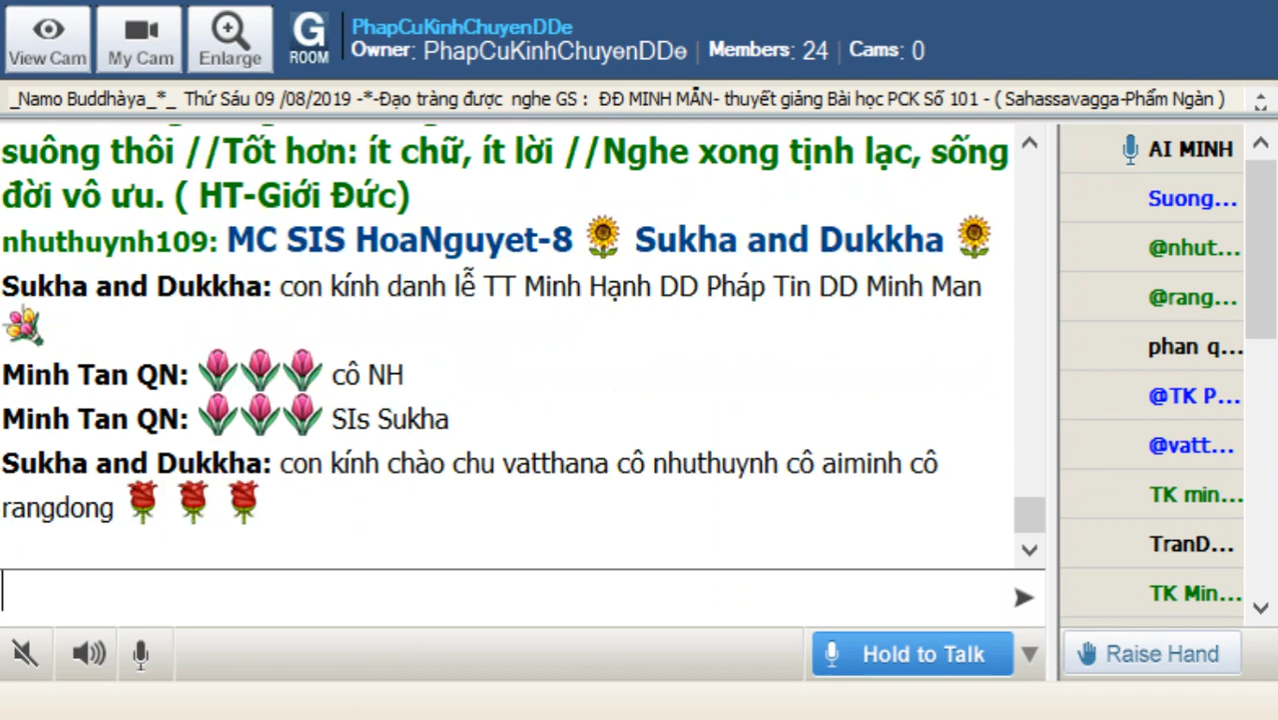 View Cam
My Cam
Enlarge
G
ROOM
PhapCuKinhChuyenDDe
Owner: PhapCuKinhChuyenDDe | Members: 24 | Cams: 0
_Namo Buddhàya_*_ Thứ Sáu 09 /08/2019 -*-Đạo tràng được nghe GS : ĐĐ MINH MẪN- thuyết giảng Bài học PCK Số 101 - ( Sahassavagga-Phẩm Ngàn )
suông thôi //Tốt hơn: ít chữ, ít lời //Nghe xong tịnh lạc, sống
đời vô ưu. ( HT-Giới Đức)
nhuthuynh109: MC SIS HoaNguyet-8 🌻 Sukha and Dukkha 🌻
Sukha and Dukkha: con kính danh lễ TT Minh Hạnh DD Pháp Tin DD Minh Man
💐
Minh Tan QN: 🌷🌷🌷 cô NH
Minh Tan QN: 🌷🌷🌷 SIs Sukha
Sukha and Dukkha: con kính chào chu vatthana cô nhuthuynh cô aiminh cô
rangdong 🌹 🌹 🌹
AI MINH
Suong...
@nhut...
@rang...
phan q...
@TK P...
@vatt...
TK min...
TranD...
TK Min...
Hold to Talk
Raise Hand